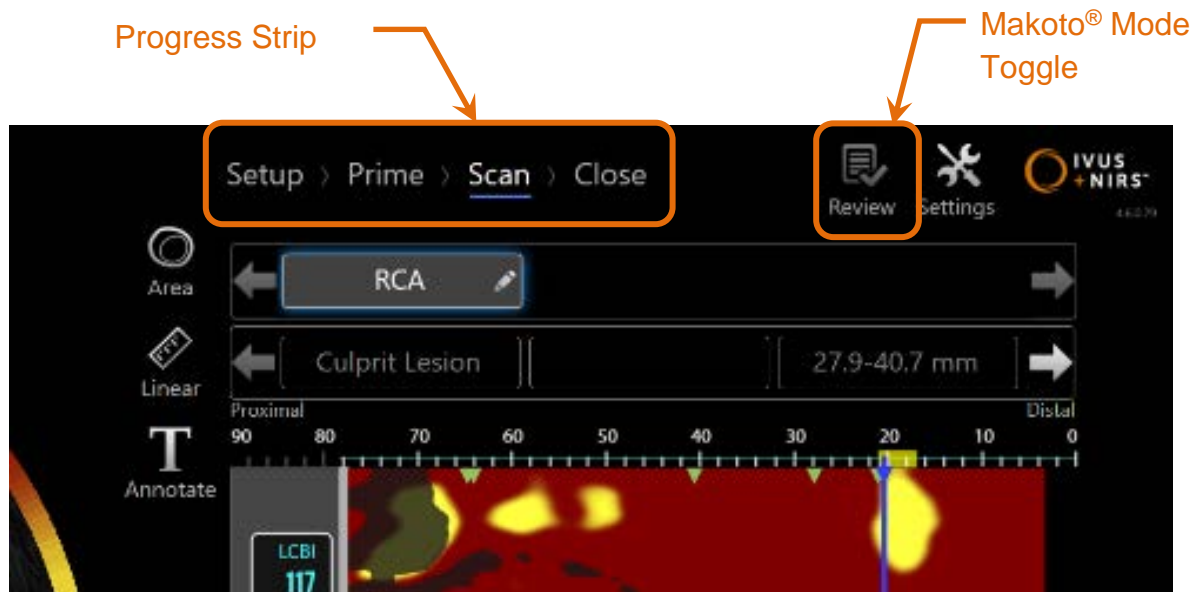 Progress Strip
Makoto® Mode
Toggle
Setup > Prime > Scan > Close
Review
Settings
IVUS
+NIRS™
Area
RCA
Linear
Culprit Lesion
27.9-40.7 mm
Proximal
Distal
90 80 70 60 50 40 30 20 10 0
Annotate
LCBI
117